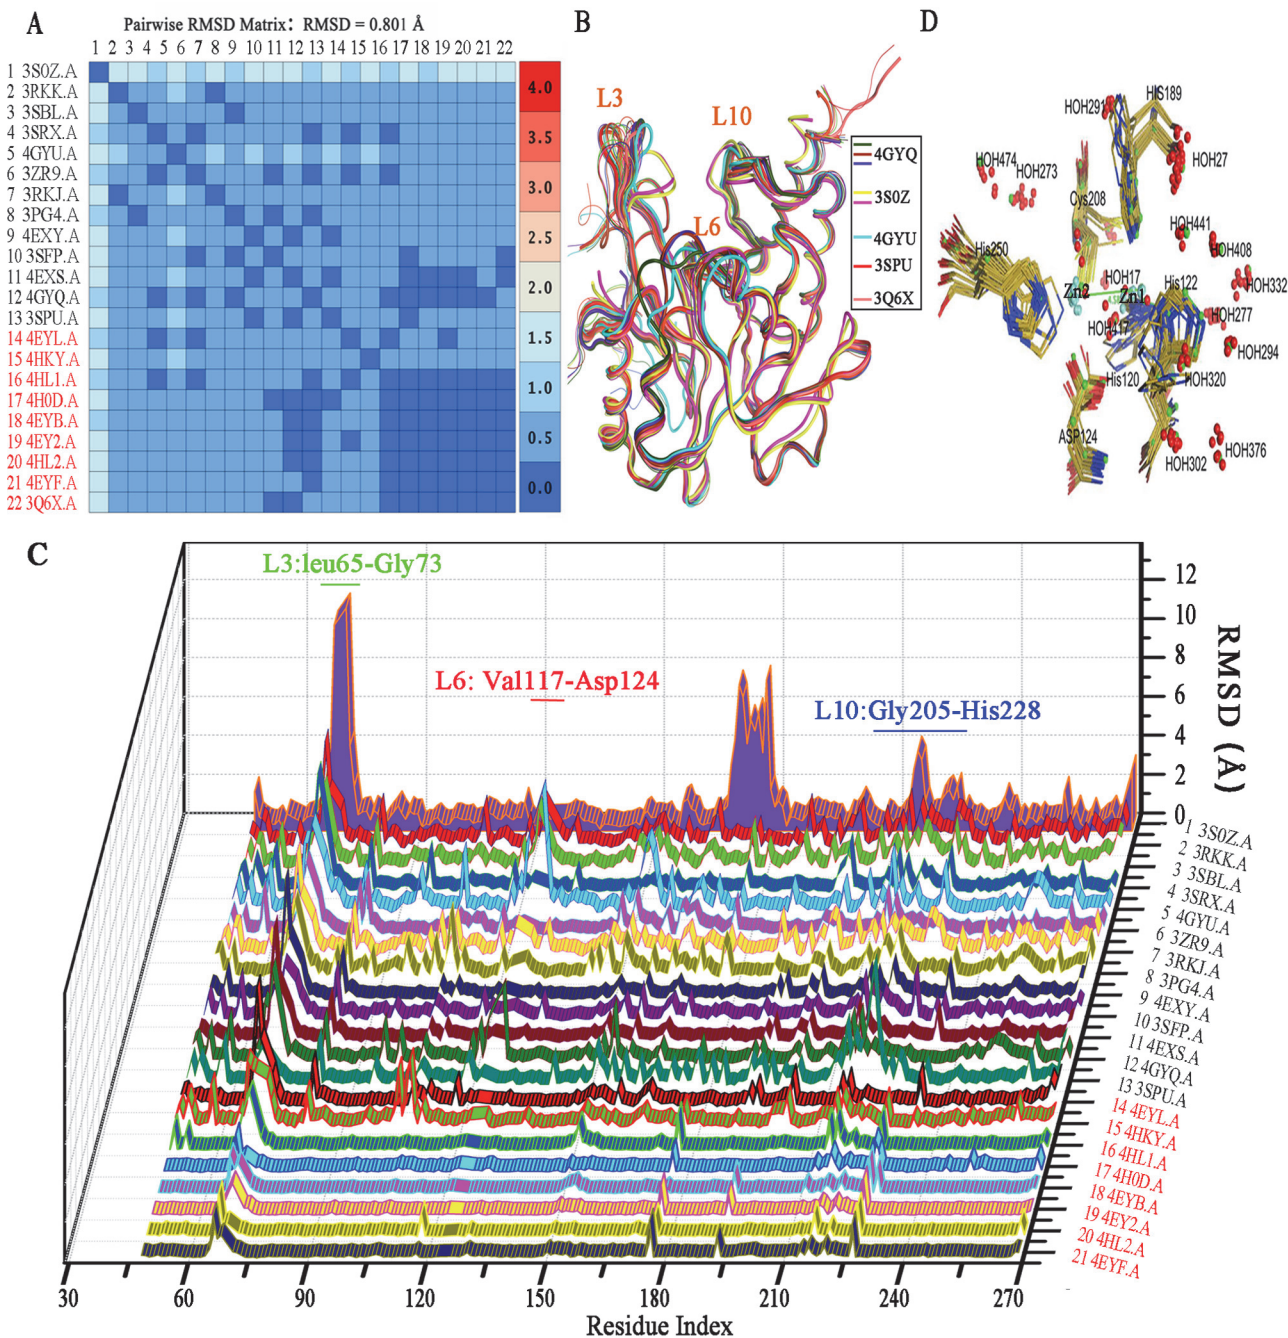 A
Pairwise RMSD Matrix: RMSD = 0.801 Å
1 2 3 4 5 6 7 8 9 10 11 12 13 14 15 16 17 18 19 20 21 22
1 3S0Z.A
2 3RKK.A
3 3SBL.A
4 3SRX.A
5 4GYU.A
6 3ZR9.A
7 3RKJ.A
8 3PG4.A
9 4EXY.A
10 3SFP.A
11 4EXS.A
12 4GYQ.A
13 3SPU.A
14 4EYL.A
15 4HKY.A
16 4HL1.A
17 4H0D.A
18 4EYB.A
19 4EY2.A
20 4HL2.A
21 4EYF.A
22 3Q6X.A
4.0
3.5
3.0
2.5
2.0
1.5
1.0
0.5
0.0
B
L3
L10
L6
4GYQ
3S0Z
4GYU
3SPU
3Q6X
D
HOH291
HIS189
HOH474
HOH273
HOH27
Cys208
HOH441
HOH408
His250
HOH17
His122
HOH332
Zn2
Zn1
HOH277
HOH417
HOH294
His120
HOH320
ASP124
HOH302
HOH376
C
L3:leu65-Gly73
L6: Val117-Asp124
L10:Gly205-His228
12
10
8
6
4
2
0
RMSD (Å)
1 3S0Z.A
2 3RKK.A
3 3SBL.A
4 3SRX.A
5 4GYU.A
6 3ZR9.A
7 3RKJ.A
8 3PG4.A
9 4EXY.A
10 3SFP.A
11 4EXS.A
12 4GYQ.A
13 3SPU.A
14 4EYL.A
15 4HKY.A
16 4HL1.A
17 4H0D.A
18 4EYB.A
19 4EY2.A
20 4HL2.A
21 4EYF.A
30 60 90 120 150 180 210 240 270
Residue Index